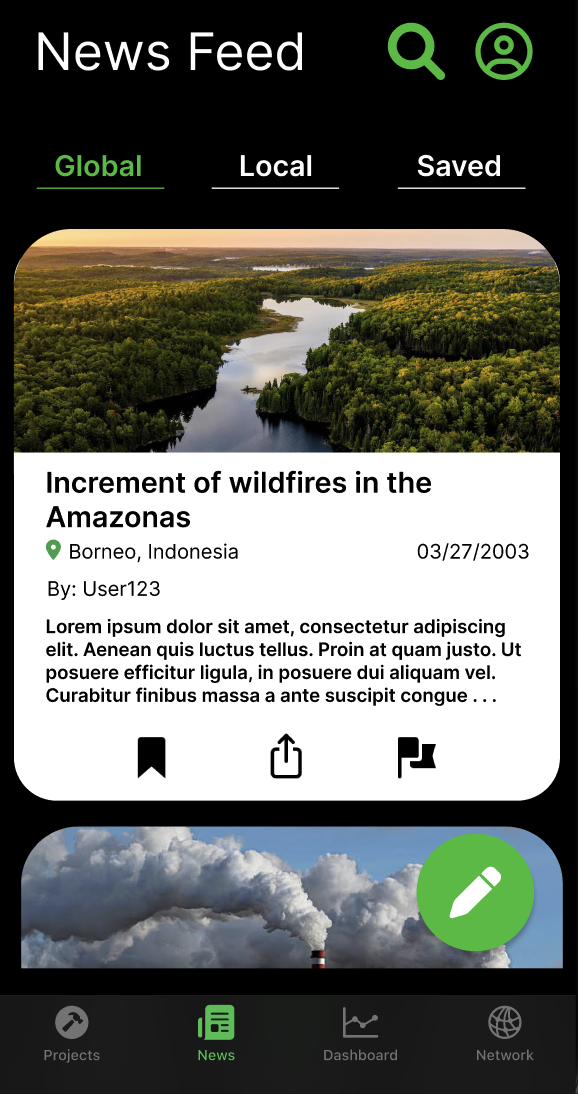 News Feed
Global Local Saved
Increment of wildfires in the
Amazonas
Borneo, Indonesia 03/27/2003
By: User123
Lorem ipsum dolor sit amet, consectetur adipiscing
elit. Aenean quis luctus tellus. Proin at quam justo. Ut
posuere efficitur ligula, in posuere dui aliquam vel.
Curabitur finibus massa a ante suscipit congue . . .
Projects News Dashboard Network